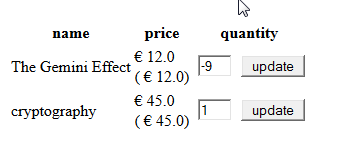 name price quantity
The Gemini Effect € 12.0 (€ 12.0) -9 update
cryptography € 45.0 (€ 45.0) 1 update